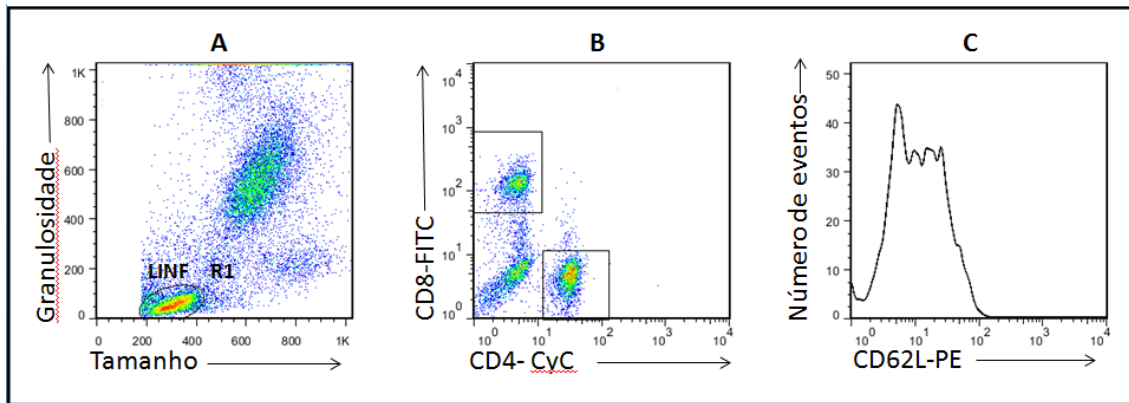 A
Granulosidade
1K
800
600
400
200
0
LINF R1
0 200 400 600 800 1K
Tamanho
B
CD8-FITC
10^4
10^3
10^2
10^1
10^0
10^0 10^1 10^2 10^3 10^4
CD4- CyC
C
Número de eventos
50
40
30
20
10
0
10^0 10^1 10^2 10^3 10^4
CD62L-PE